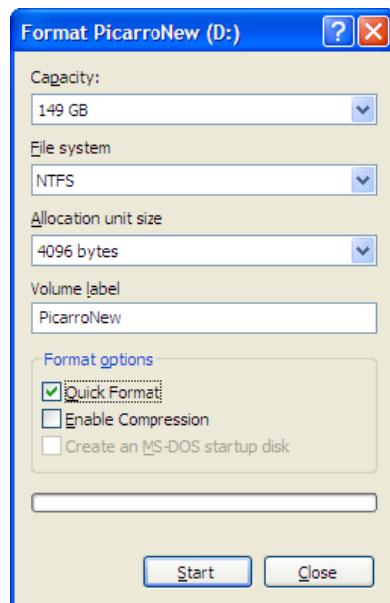 Format PicarroNew (D:)
?
X
Capacity:
149 GB
File system
NTFS
Allocation unit size
4096 bytes
Volume label
PicarroNew
Format options
Quick Format
Enable Compression
Create an MS-DOS startup disk
Start
Close